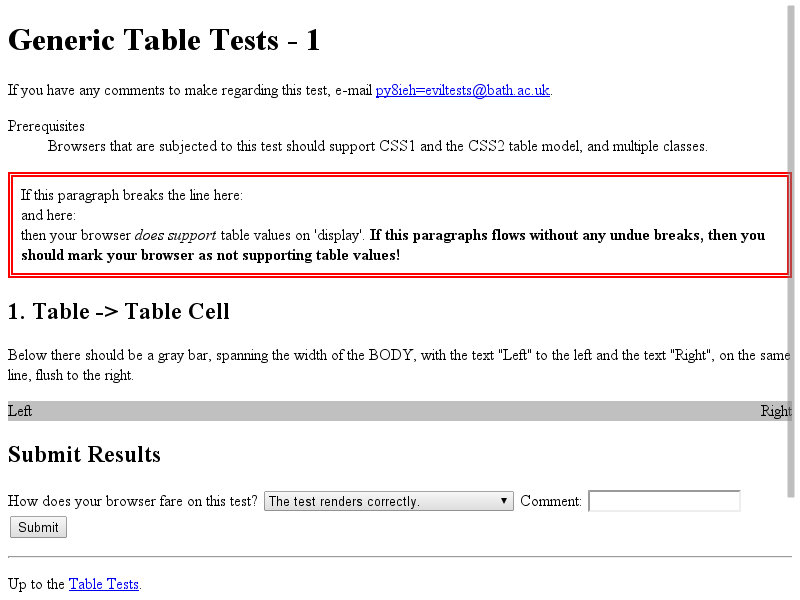 Generic Table Tests - 1
If you have any comments to make regarding this test, e-mail py8ieh=eviltests@bath.ac.uk.
Prerequisites
Browsers that are subjected to this test should support CSS1 and the CSS2 table model, and multiple classes.
If this paragraph breaks the line here:
and here:
then your browser does support table values on 'display'. If this paragraphs flows without any undue breaks, then you
should mark your browser as not supporting table values!
1. Table -> Table Cell
Below there should be a gray bar, spanning the width of the BODY, with the text "Left" to the left and the text "Right", on the same
line, flush to the right.
Left Right
Submit Results
How does your browser fare on this test? The test renders correctly. Comment:
Submit
Up to the Table Tests.